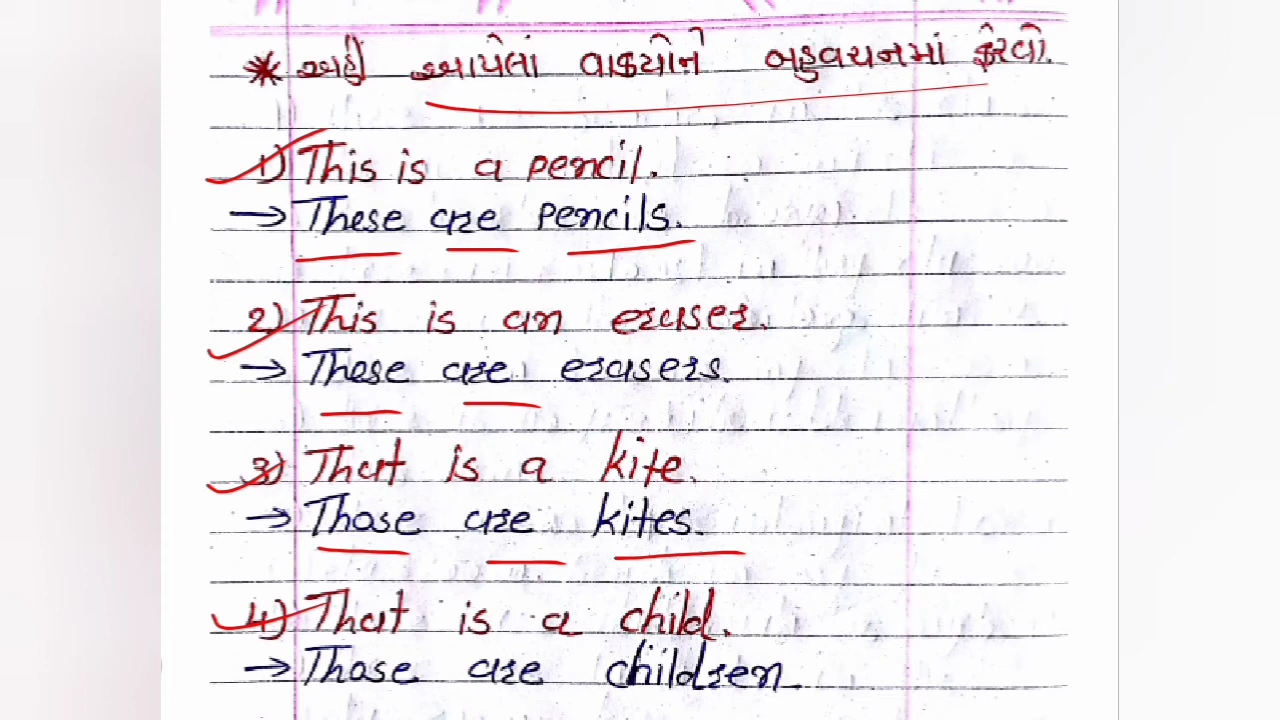 * અહીં આપેલાં વાક્યોને બહુવચનમાં ફેરવો.
1) This is a pencil.
→ These are pencils.
2) This is an eraser.
→ These are erasers.
3) That is a kite.
→ Those are kites.
4) That is a child.
→ Those are children.